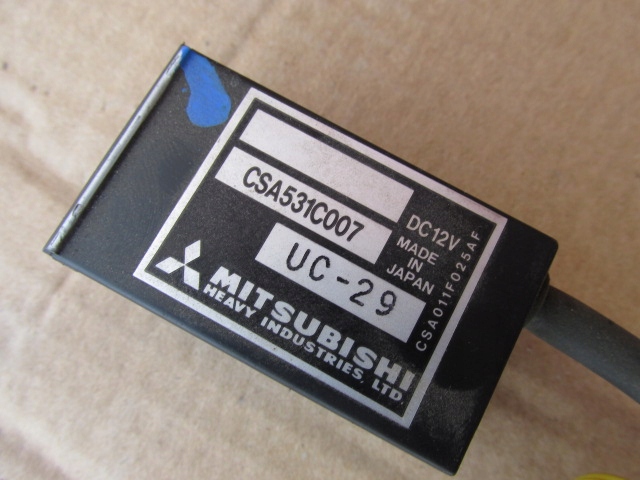 CSA531C007
UC-29
DC12V
MADE
IN
JAPAN
MITSUBISHI
HEAVY INDUSTRIES, LTD.
CSA011F025AF